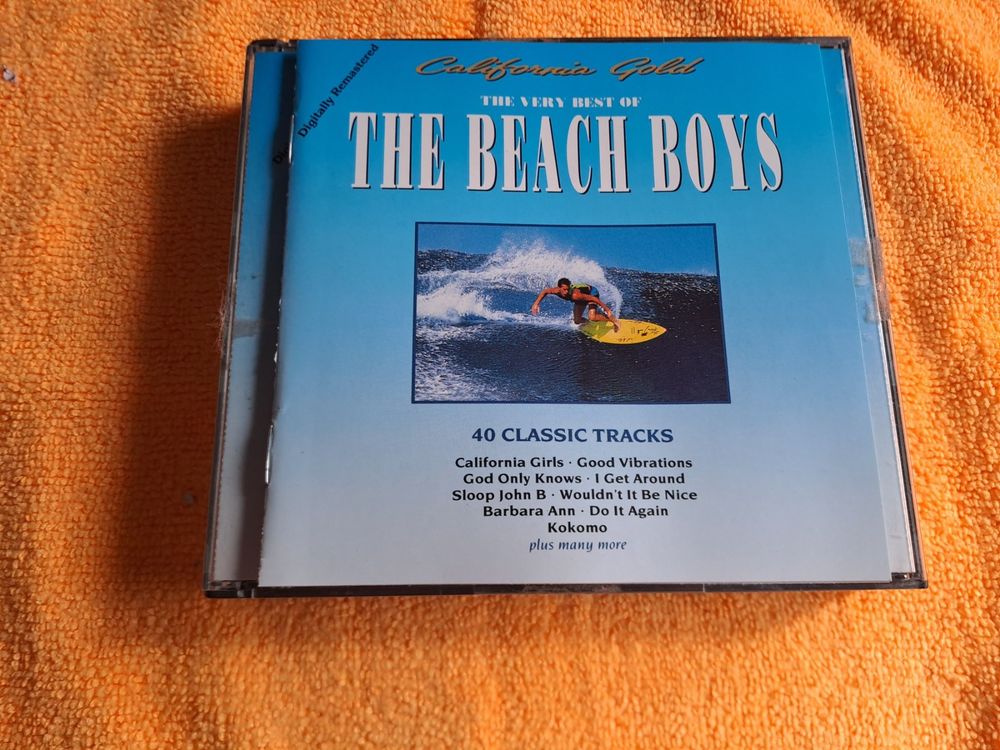 Digitally Remastered
California Gold
THE VERY BEST OF
THE BEACH BOYS
40 CLASSIC TRACKS
California Girls · Good Vibrations
God Only Knows · I Get Around
Sloop John B · Wouldn't It Be Nice
Barbara Ann · Do It Again
Kokomo
plus many more